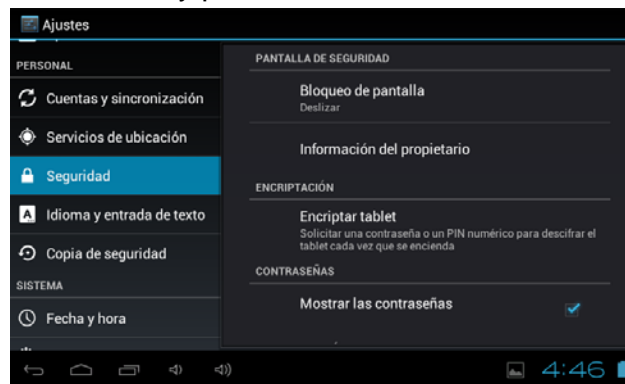 Ajustes
PERSONAL
Cuentas y sincronización
Servicios de ubicación
Seguridad
Idioma y entrada de texto
Copia de seguridad
SISTEMA
Fecha y hora
PANTALLA DE SEGURIDAD
Bloqueo de pantalla
Deslizar
Información del propietario
ENCRIPTACIÓN
Encriptar tablet
Solicitar una contraseña o un PIN numérico para descifrar el
tablet cada vez que se encienda
CONTRASEÑAS
Mostrar las contraseñas
4:46